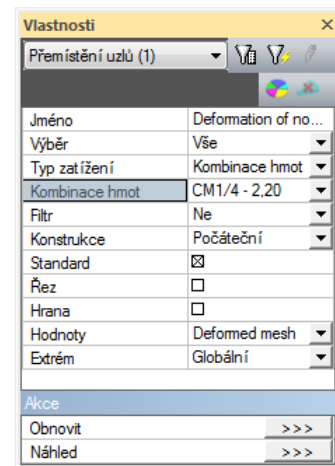 Vlastnosti
Přemístění uzlů (1)
Jméno Deformation of no...
Výběr Vše
Typ zatížení Kombinace hmot
Kombinace hmot CM1/4 - 2,20
Filtr Ne
Konstrukce Počáteční
Standard
Řez
Hrana
Hodnoty Deformed mesh
Extrém Globální
Akce
Obnovit >>>
Náhled >>>